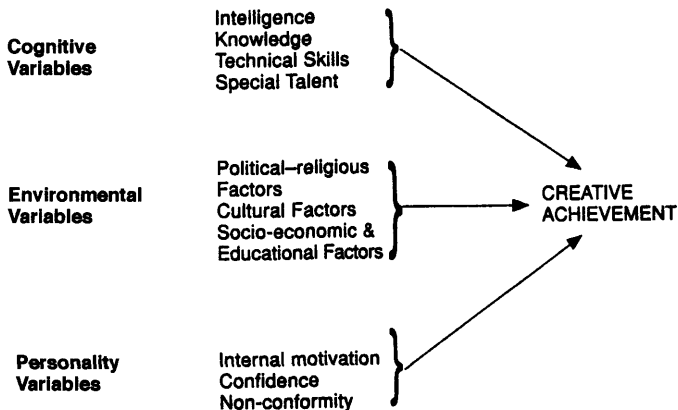 Cognitive
Variables
Intelligence
Knowledge
Technical Skills
Special Talent
Environmental
Variables
Political–religious
Factors
Cultural Factors
Socio-economic &
Educational Factors
CREATIVE
ACHIEVEMENT
Personality
Variables
Internal motivation
Confidence
Non-conformity